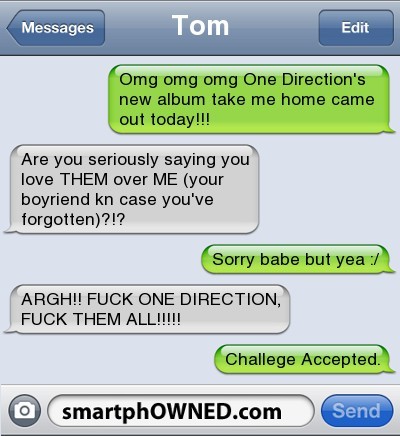 Messages
Tom
Edit
Omg omg omg One Direction's
new album take me home came
out today!!!
Are you seriously saying you
love THEM over ME (your
boyriend kn case you've
forgotten)?!?
Sorry babe but yea :/
ARGH!! FUCK ONE DIRECTION,
FUCK THEM ALL!!!!!
Challege Accepted.
smartphOWNED.com
Send